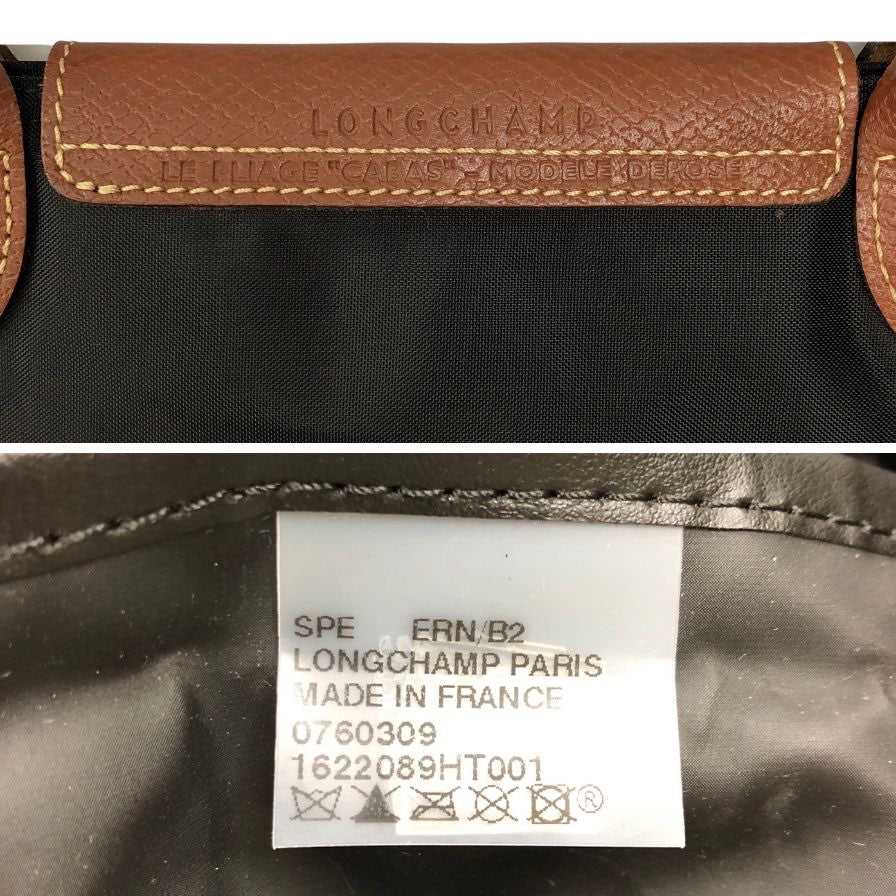 LONGCHAMP
LE PLIAGE "CABAS" - MODELE DEPOSE
SPE ERN/B2
LONGCHAMP PARIS
MADE IN FRANCE
0760309
1622089HT001
®